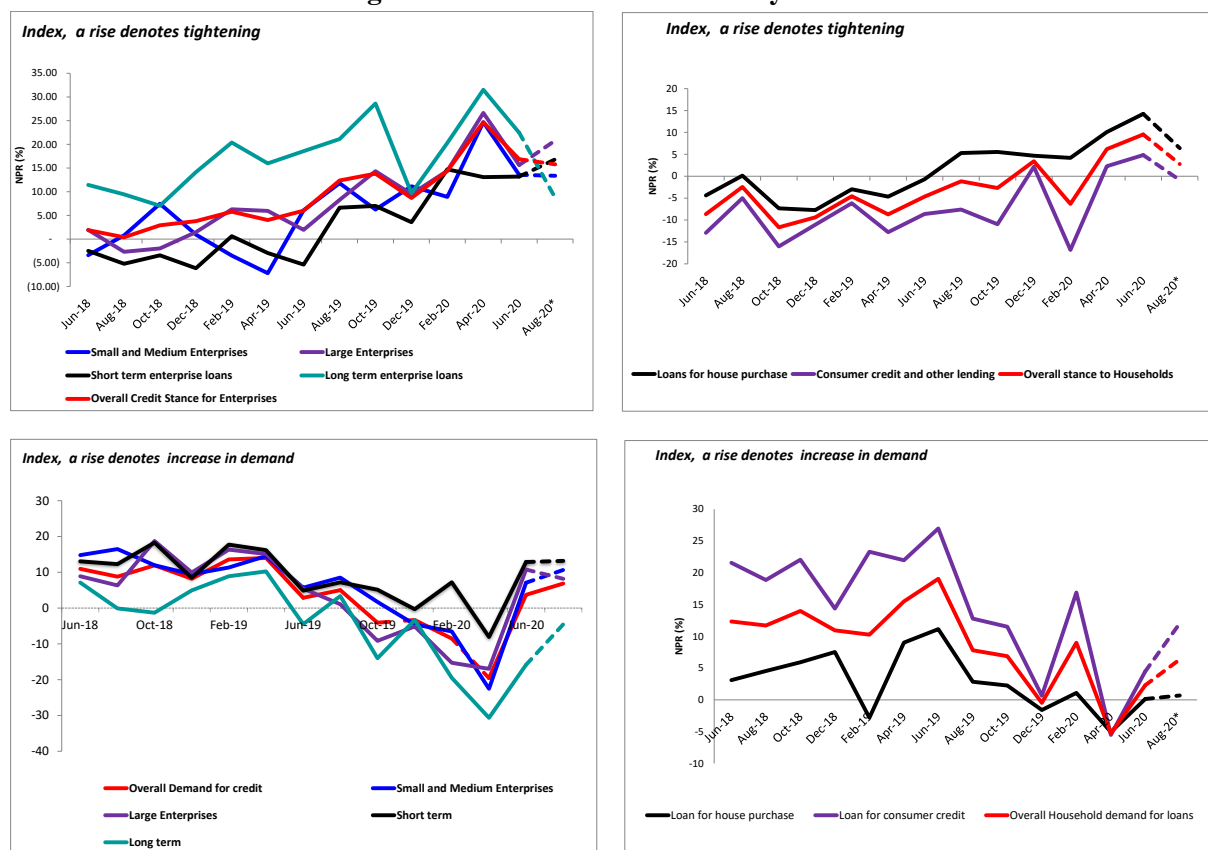 Index, a rise denotes tightening
NPR (%)
35.00
30.00
25.00
20.00
15.00
10.00
5.00
-
(5.00)
(10.00)
Jun-18
Aug-18
Oct-18
Dec-18
Feb-19
Apr-19
Jun-19
Aug-19
Oct-19
Dec-19
Feb-20
Apr-20
Jun-20
Aug-20*
Small and Medium Enterprises
Large Enterprises
Short term enterprise loans
Long term enterprise loans
Overall Credit Stance for Enterprises
Index, a rise denotes tightening
NPR (%)
20
15
10
5
0
-5
-10
-15
-20
Jun-18
Aug-18
Oct-18
Dec-18
Feb-19
Apr-19
Jun-19
Aug-19
Oct-19
Dec-19
Feb-20
Apr-20
Jun-20
Aug-20*
Loans for house purchase
Consumer credit and other lending
Overall stance to Households
Index, a rise denotes increase in demand
30
20
10
0
-10
-20
-30
-40
Jun-18
Oct-18
Feb-19
Jun-19
Oct-19
Feb-20
Jun-20
Overall Demand for credit
Small and Medium Enterprises
Large Enterprises
Short term
Long term
Index, a rise denotes increase in demand
NPR (%)
30
25
20
15
10
5
0
-5
-10
Jun-18
Aug-18
Oct-18
Dec-18
Feb-19
Apr-19
Jun-19
Aug-19
Oct-19
Dec-19
Feb-20
Apr-20
Jun-20
Aug-20*
Loan for house purchase
Loan for consumer credit
Overall Household demand for loans